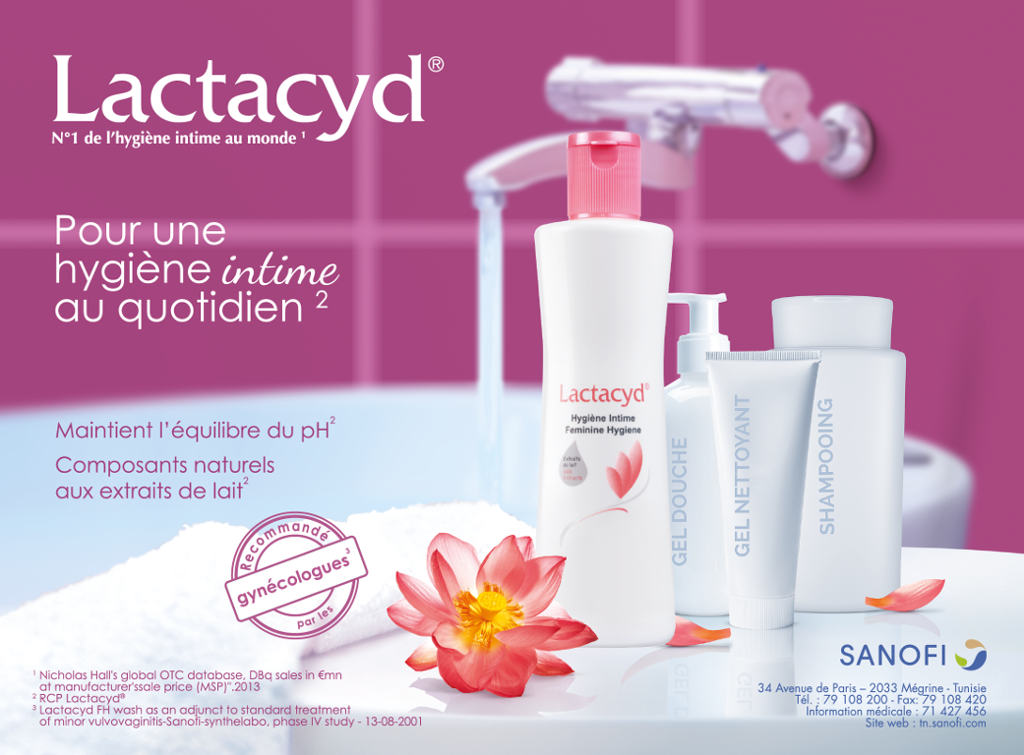 Lactacyd®
N°1 de l'hygiène intime au monde ¹
Pour une
hygiène intime
au quotidien ²
Maintient l'équilibre du pH²
Composants naturels
aux extraits de lait²
Recommandé
gynécologues³
par les
Lactacyd®
Hygiène Intime
Feminine Hygiene
Extraits
de lait
GEL DOUCHE
GEL NETTOYANT
SHAMPOOING
¹ Nicholas Hall's global OTC database, DBq sales in €mn
at manufacturer'ssale price (MSP)".2013
² RCP Lactacyd®
³ Lactacyd FH wash as an adjunct to standard treatment
of minor vulvovaginitis-Sanofi-synthelabo, phase IV study - 13-08-2001
SANOFI
34 Avenue de Paris – 2033 Mégrine - Tunisie
Tél. : 79 108 200 - Fax: 79 108 420
Information médicale : 71 427 456
Site web : tn.sanofi.com